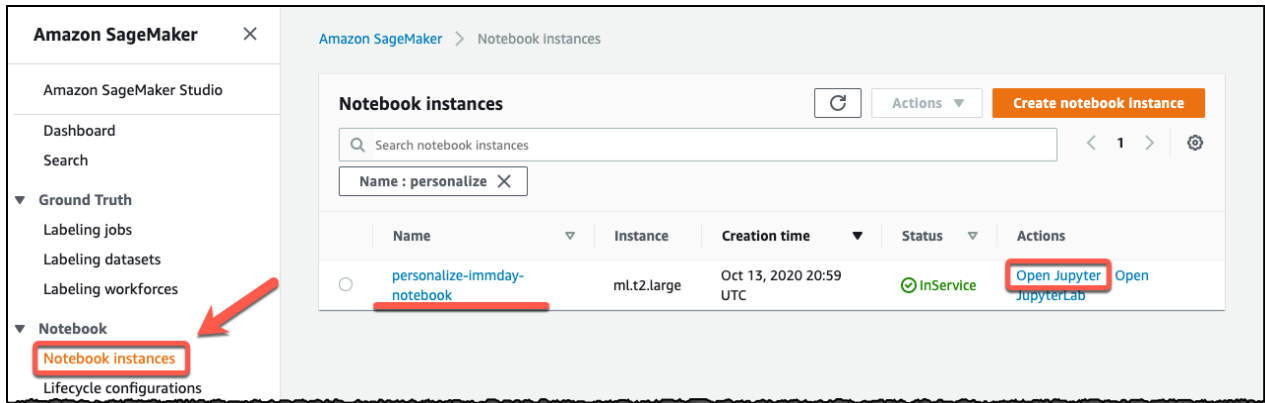 Amazon SageMaker
Amazon SageMaker Studio
Dashboard
Search
Ground Truth
Labeling jobs
Labeling datasets
Labeling workforces
Notebook
Notebook instances
Lifecycle configurations
Amazon SageMaker > Notebook instances
Notebook instances
Actions
Create notebook instance
Search notebook instances
1
Name : personalize
Name Instance Creation time Status Actions
personalize-immday-
notebook
ml.t2.large
Oct 13, 2020 20:59
UTC
InService
Open Jupyter Open
JupyterLab